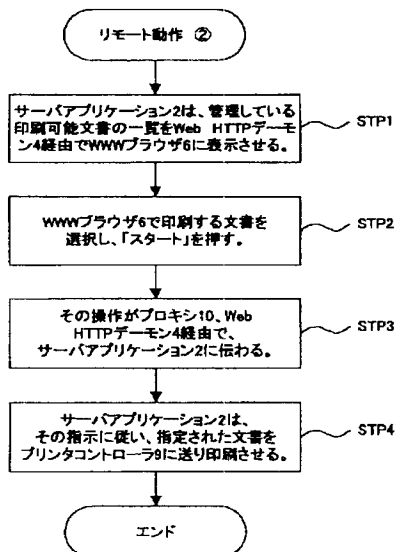 リモート動作 ②
サーバアプリケーション2は、管理している
印刷可能文書の一覧をWeb HTTPデーモ
ン4経由でWWWブラウザ6に表示させる。
STP1
WWWブラウザ6で印刷する文書を
選択し、「スタート」を押す。
STP2
その操作がプロキシ10、Web
HTTPデーモン4経由で、
サーバアプリケーション2に伝わる。
STP3
サーバアプリケーション2は、
その指示に従い、指定された文書を
プリンタコントローラ9に送り印刷させる。
STP4
エンド